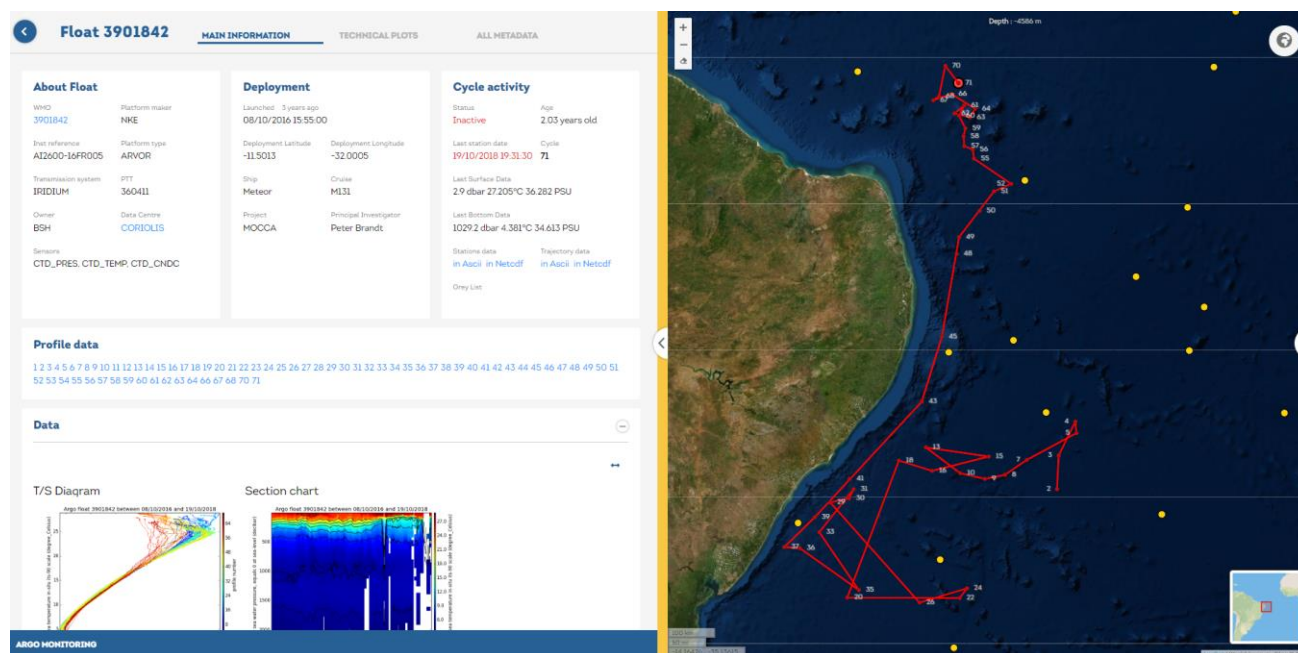 Float 3901842 MAIN INFORMATION TECHNICAL PLOTS ALL METADATA
About Float
WMO Platform maker
3901842 NKE
Inst reference Platform type
AI2600-16FR005 ARVOR
Transmission system PTT
IRIDIUM 360411
Owner Data Centre
BSH CORIOLIS
Sensors
CTD_PRES, CTD_TEMP, CTD_CNDC
Deployment
Launched 3 years ago
08/10/2016 15:55:00
Deployment Latitude Deployment Longitude
-11.5013 -32.0005
Ship Cruise
Meteor M131
Project Principal Investigator
MOCCA Peter Brandt
Cycle activity
Status Age
Inactive 2.03 years old
Last station date Cycle
19/10/2018 19:31:30 71
Last Surface Data
2.9 dbar 27.205°C 36.282 PSU
Last Bottom Data
1029.2 dbar 4.381°C 34.613 PSU
Stations data Trajectory data
in Ascii in Netcdf in Ascii in Netcdf
Grey List
Profile data
1 2 3 4 5 6 7 8 9 10 11 12 13 14 15 16 17 18 19 20 21 22 23 24 25 26 27 28 29 30 31 32 33 34 35 36 37 38 39 40 41 42 43 44 45 46 47 48 49 50 51
52 53 54 55 56 57 58 59 60 61 62 63 64 66 67 68 70 71
Data
T/S Diagram Section chart
Argo float 3901842 between 08/10/2016 and 19/10/2018
Argo float 3901842 between 08/10/2016 and 19/10/2018
ARGO MONITORING
Depth : -4586 m
70
71
68 66
67
61 64
62 60 63
59
58
57 56
55
52
51
50
49
48
45
43
4
5
3
2
13
15
18 16 10 9 8 7
41
31
30
29
39
33
37 36
35
20
24
22
26